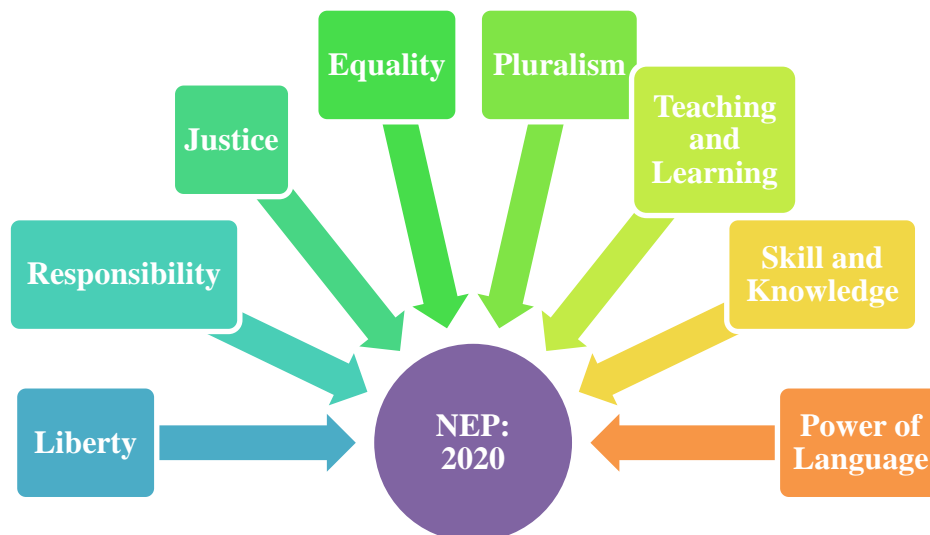 Equality
Pluralism
Teaching
and
Learning
Justice
Skill and
Knowledge
Responsibility
NEP:
2020
Liberty
Power of
Language